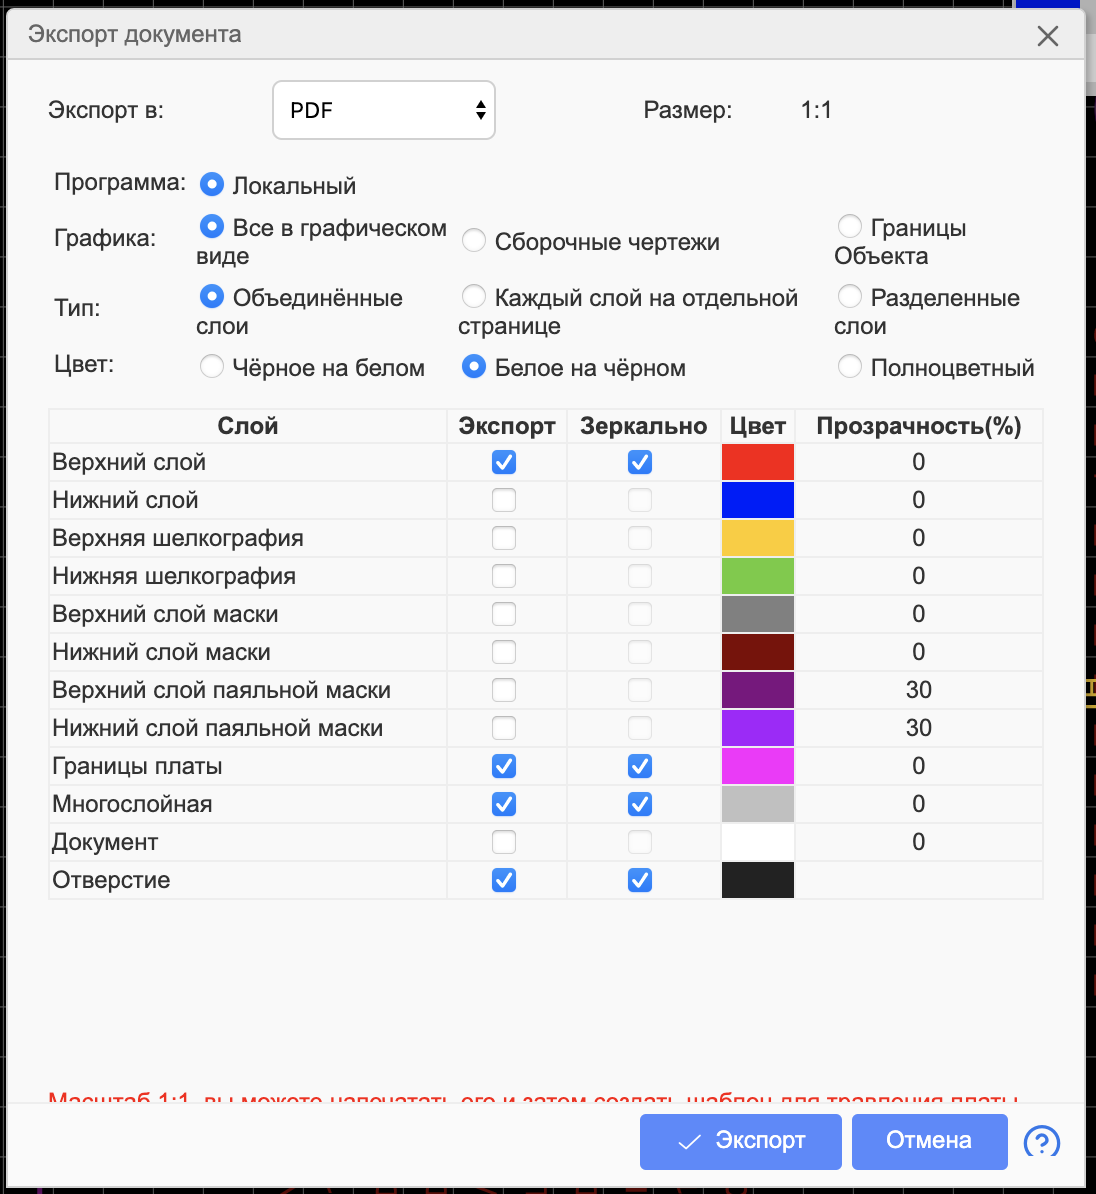 Экспорт документа
Экспорт в: PDF Размер: 1:1
Программа: Локальный
Графика: Все в графическом виде Сборочные чертежи Границы Объекта
Тип: Объединённые слои Каждый слой на отдельной странице Разделенные слои
Цвет: Чёрное на белом Белое на чёрном Полноцветный
Слой Экспорт Зеркально Цвет Прозрачность(%)
Верхний слой 0
Нижний слой 0
Верхняя шелкография 0
Нижняя шелкография 0
Верхний слой маски 0
Нижний слой маски 0
Верхний слой паяльной маски 30
Нижний слой паяльной маски 30
Границы платы 0
Многослойная 0
Документ 0
Отверстие
Масштаб 1:1, вы можете напечатать его и затем создать шаблон для травления платы
Экспорт Отмена ?